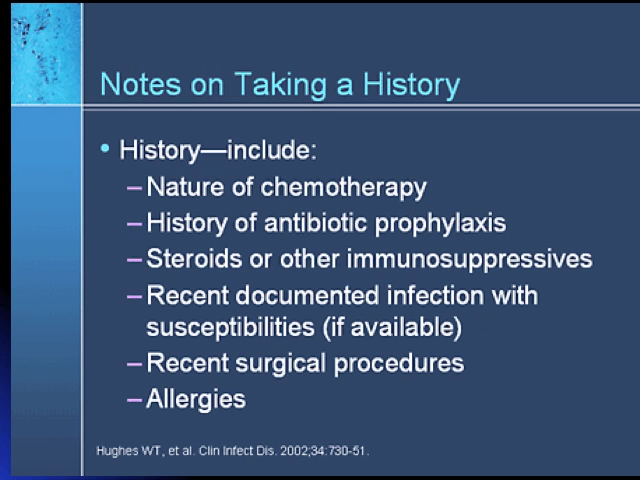 Notes on Taking a History
• History—include:
– Nature of chemotherapy
– History of antibiotic prophylaxis
– Steroids or other immunosuppressives
– Recent documented infection with
susceptibilities (if available)
– Recent surgical procedures
– Allergies
Hughes WT, et al. Clin Infect Dis. 2002;34:730-51.